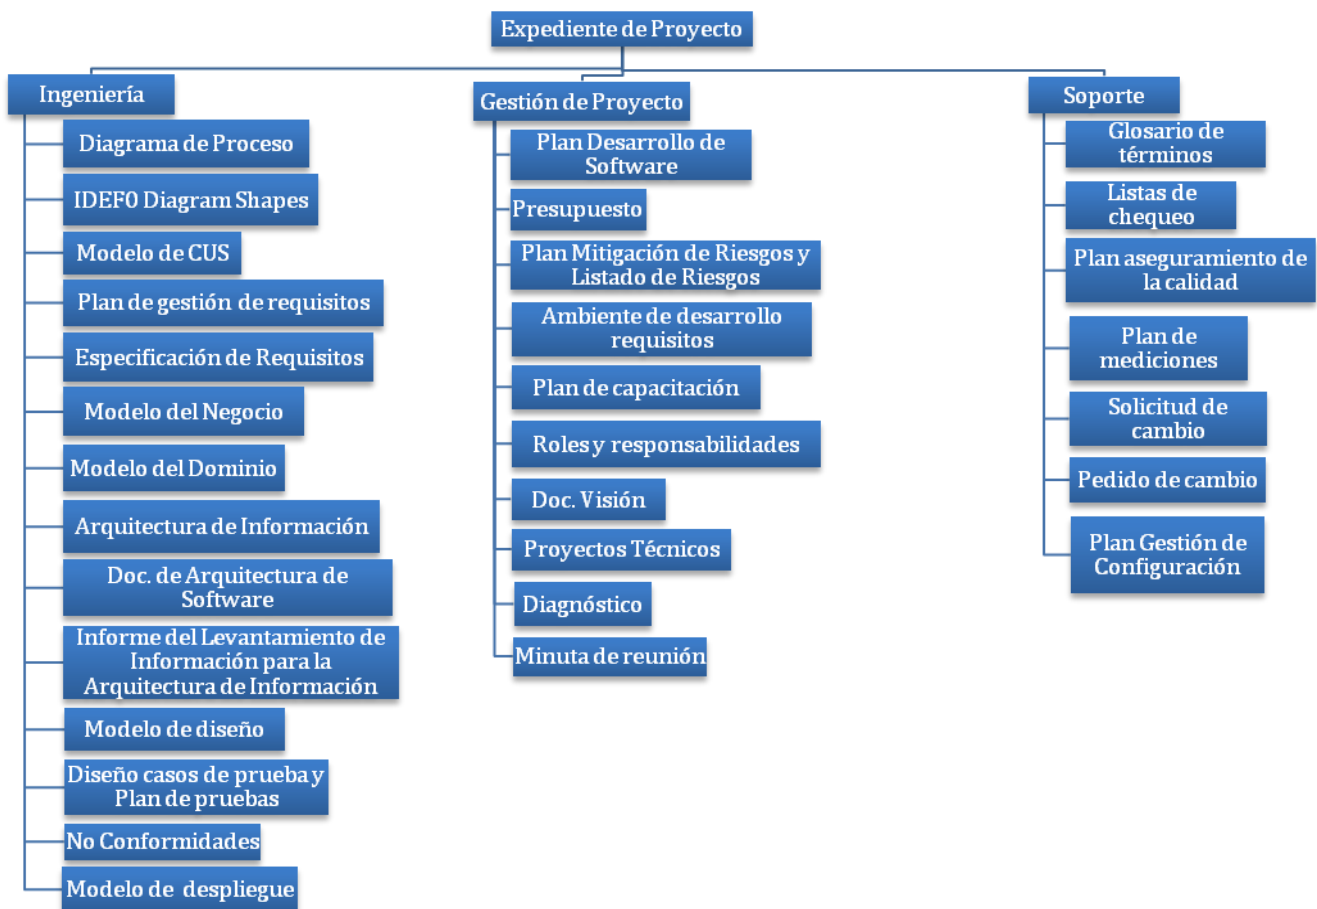 Expediente de Proyecto
Ingeniería
Diagrama de Proceso
IDEF0 Diagram Shapes
Modelo de CUS
Plan de gestión de requisitos
Especificación de Requisitos
Modelo del Negocio
Modelo del Dominio
Arquitectura de Información
Doc. de Arquitectura de
Software
Informe del Levantamiento de
Información para la
Arquitectura de Información
Modelo de diseño
Diseño casos de prueba y
Plan de pruebas
No Conformidades
Modelo de despliegue
Gestión de Proyecto
Plan Desarrollo de
Software
Presupuesto
Plan Mitigación de Riesgos y
Listado de Riesgos
Ambiente de desarrollo
requisitos
Plan de capacitación
Roles y responsabilidades
Doc. Visión
Proyectos Técnicos
Diagnóstico
Minuta de reunión
Soporte
Glosario de
términos
Listas de
chequeo
Plan aseguramiento de
la calidad
Plan de
mediciones
Solicitud de
cambio
Pedido de cambio
Plan Gestión de
Configuración